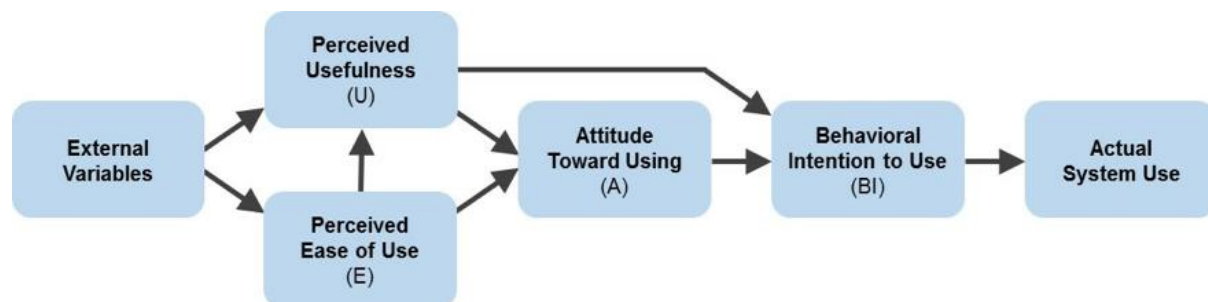 External
Variables
Perceived
Usefulness
(U)
Perceived
Ease of Use
(E)
Attitude
Toward Using
(A)
Behavioral
Intention to Use
(BI)
Actual
System Use